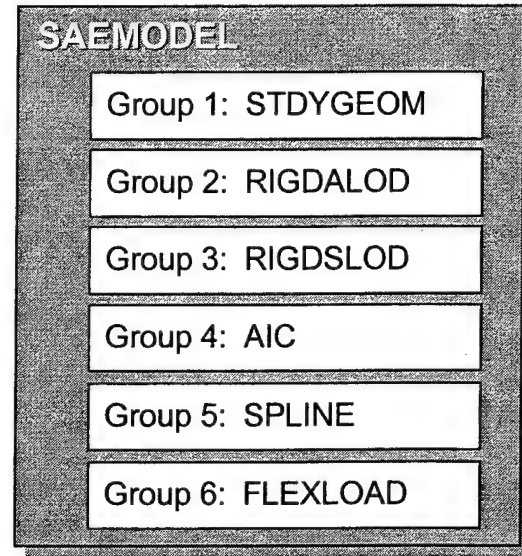 SAEMODEL
Group 1: STDYGEOM
Group 2: RIGDALOD
Group 3: RIGDSLOD
Group 4: AIC
Group 5: SPLINE
Group 6: FLEXLOAD